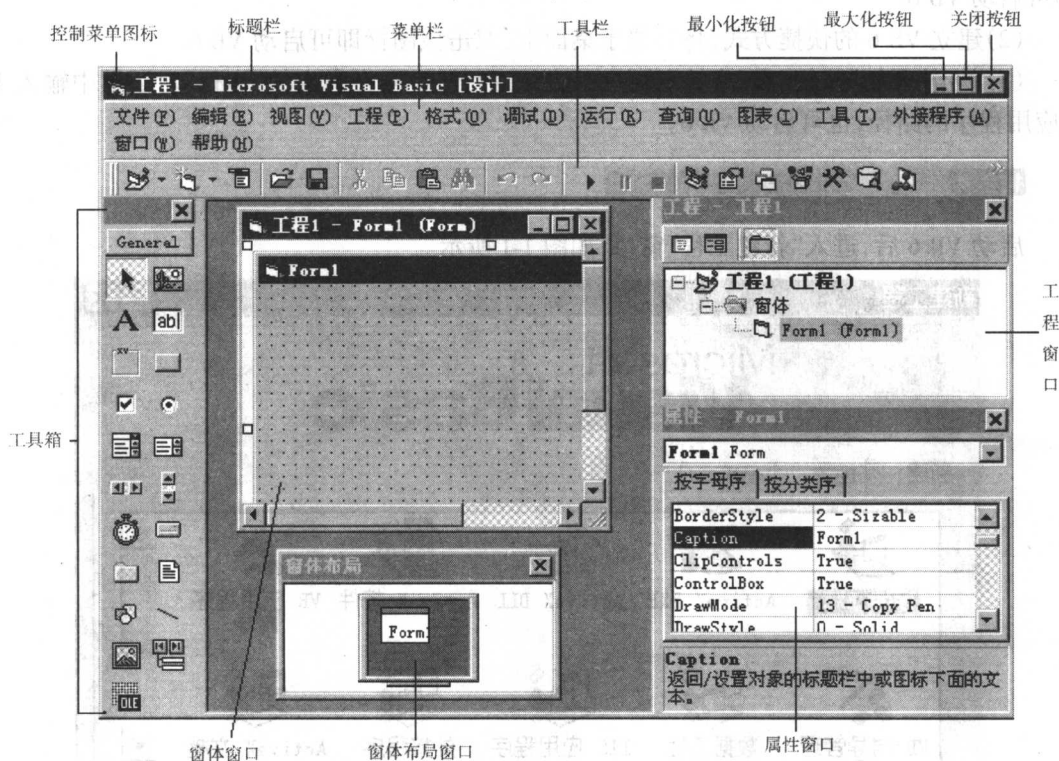 控制菜单图标
标题栏
菜单栏
工具栏
最小化按钮
最大化按钮
关闭按钮
工程1 - Microsoft Visual Basic [设计]
文件(F) 编辑(E) 视图(V) 工程(P) 格式(O) 调试(D) 运行(R) 查询(U) 图表(I) 工具(T) 外接程序(A)
窗口(W) 帮助(H)
General
A
ab|
xv
OLE
工具箱
工程1 - Form1 (Form)
Form1
窗体布局
Form1
工程 - 工程1
工程1 (工程1)
窗体
Form1 (Form1)
工程窗口
属性 - Form1
Form1 Form
按字母序 按分类序
BorderStyle 2 - Sizable
Caption Form1
ClipControls True
ControlBox True
DrawMode 13 - Copy Pen
DrawStyle 0 - Solid
Caption
返回/设置对象的标题栏中或图标下面的文
本。
窗体窗口
窗体布局窗口
属性窗口